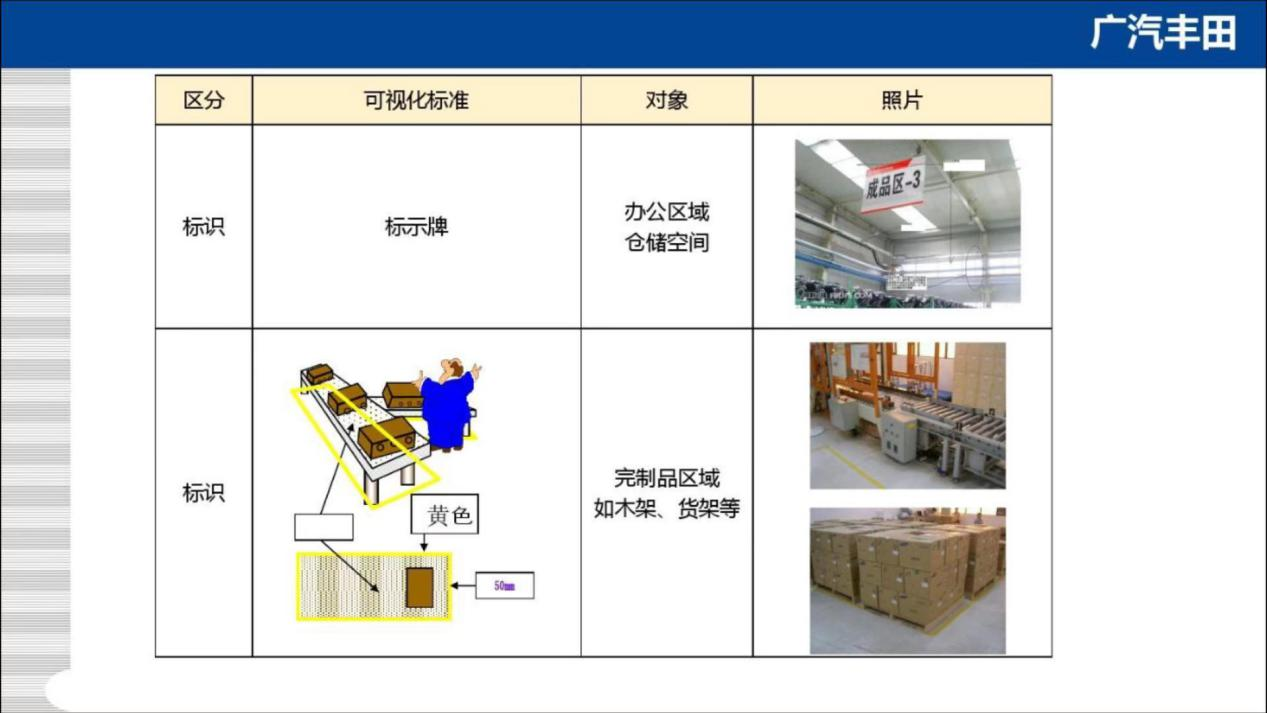 广汽丰田
区分 可视化标准 对象 照片
标识 标示牌 办公区域
仓储空间
成品区-3
标识 完制品区域
如木架、货架等
黄色
50mm